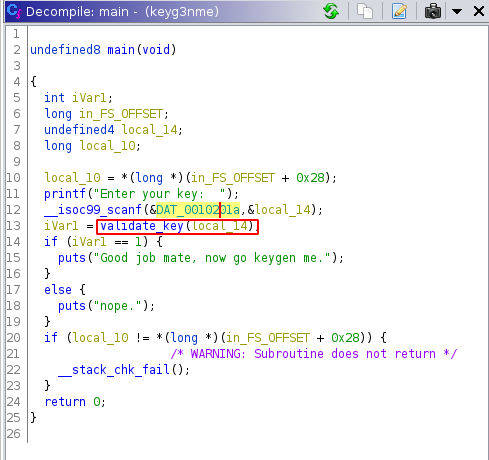 Decompile: main - (keyg3nme)
1
2 undefined8 main(void)
3
4 {
5 int iVar1;
6 long in_FS_OFFSET;
7 undefined4 local_14;
8 long local_10;
9
10 local_10 = *(long *)(in_FS_OFFSET + 0x28);
11 printf("Enter your key:  ");
12 __isoc99_scanf(&DAT_0010201a,&local_14);
13 iVar1 = validate_key(local_14);
14 if (iVar1 == 1) {
15 puts("Good job mate, now go keygen me.");
16 }
17 else {
18 puts("nope.");
19 }
20 if (local_10 != *(long *)(in_FS_OFFSET + 0x28)) {
21 /* WARNING: Subroutine does not return */
22 __stack_chk_fail();
23 }
24 return 0;
25 }
26